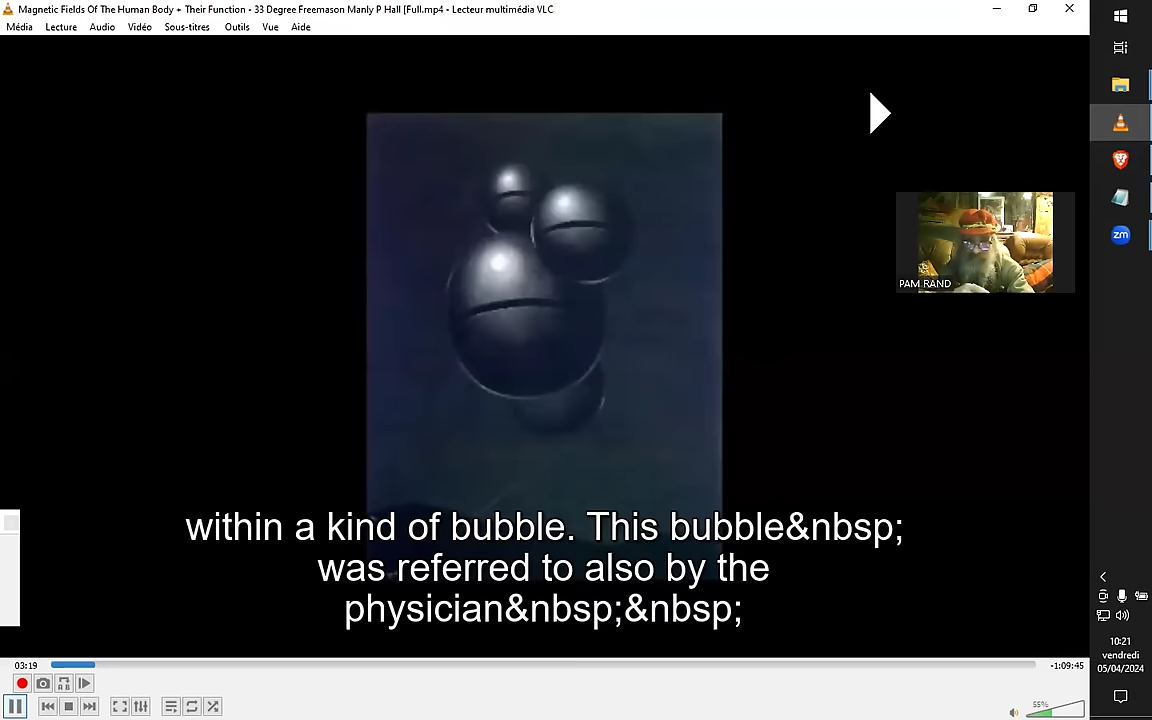 Magnetic Fields Of The Human Body + Their Function - 33 Degree Freemason Manly P Hall [Full.mp4 - Lecteur multimédia VLC
Média Lecture Audio Vidéo Sous-titres Outils Vue Aide
PAM RAND
zm
within a kind of bubble. This bubble&nbsp;
was referred to also by the
physician&nbsp;&nbsp;
03:19
-1:09:45
55%
10:21
vendredi
05/04/2024